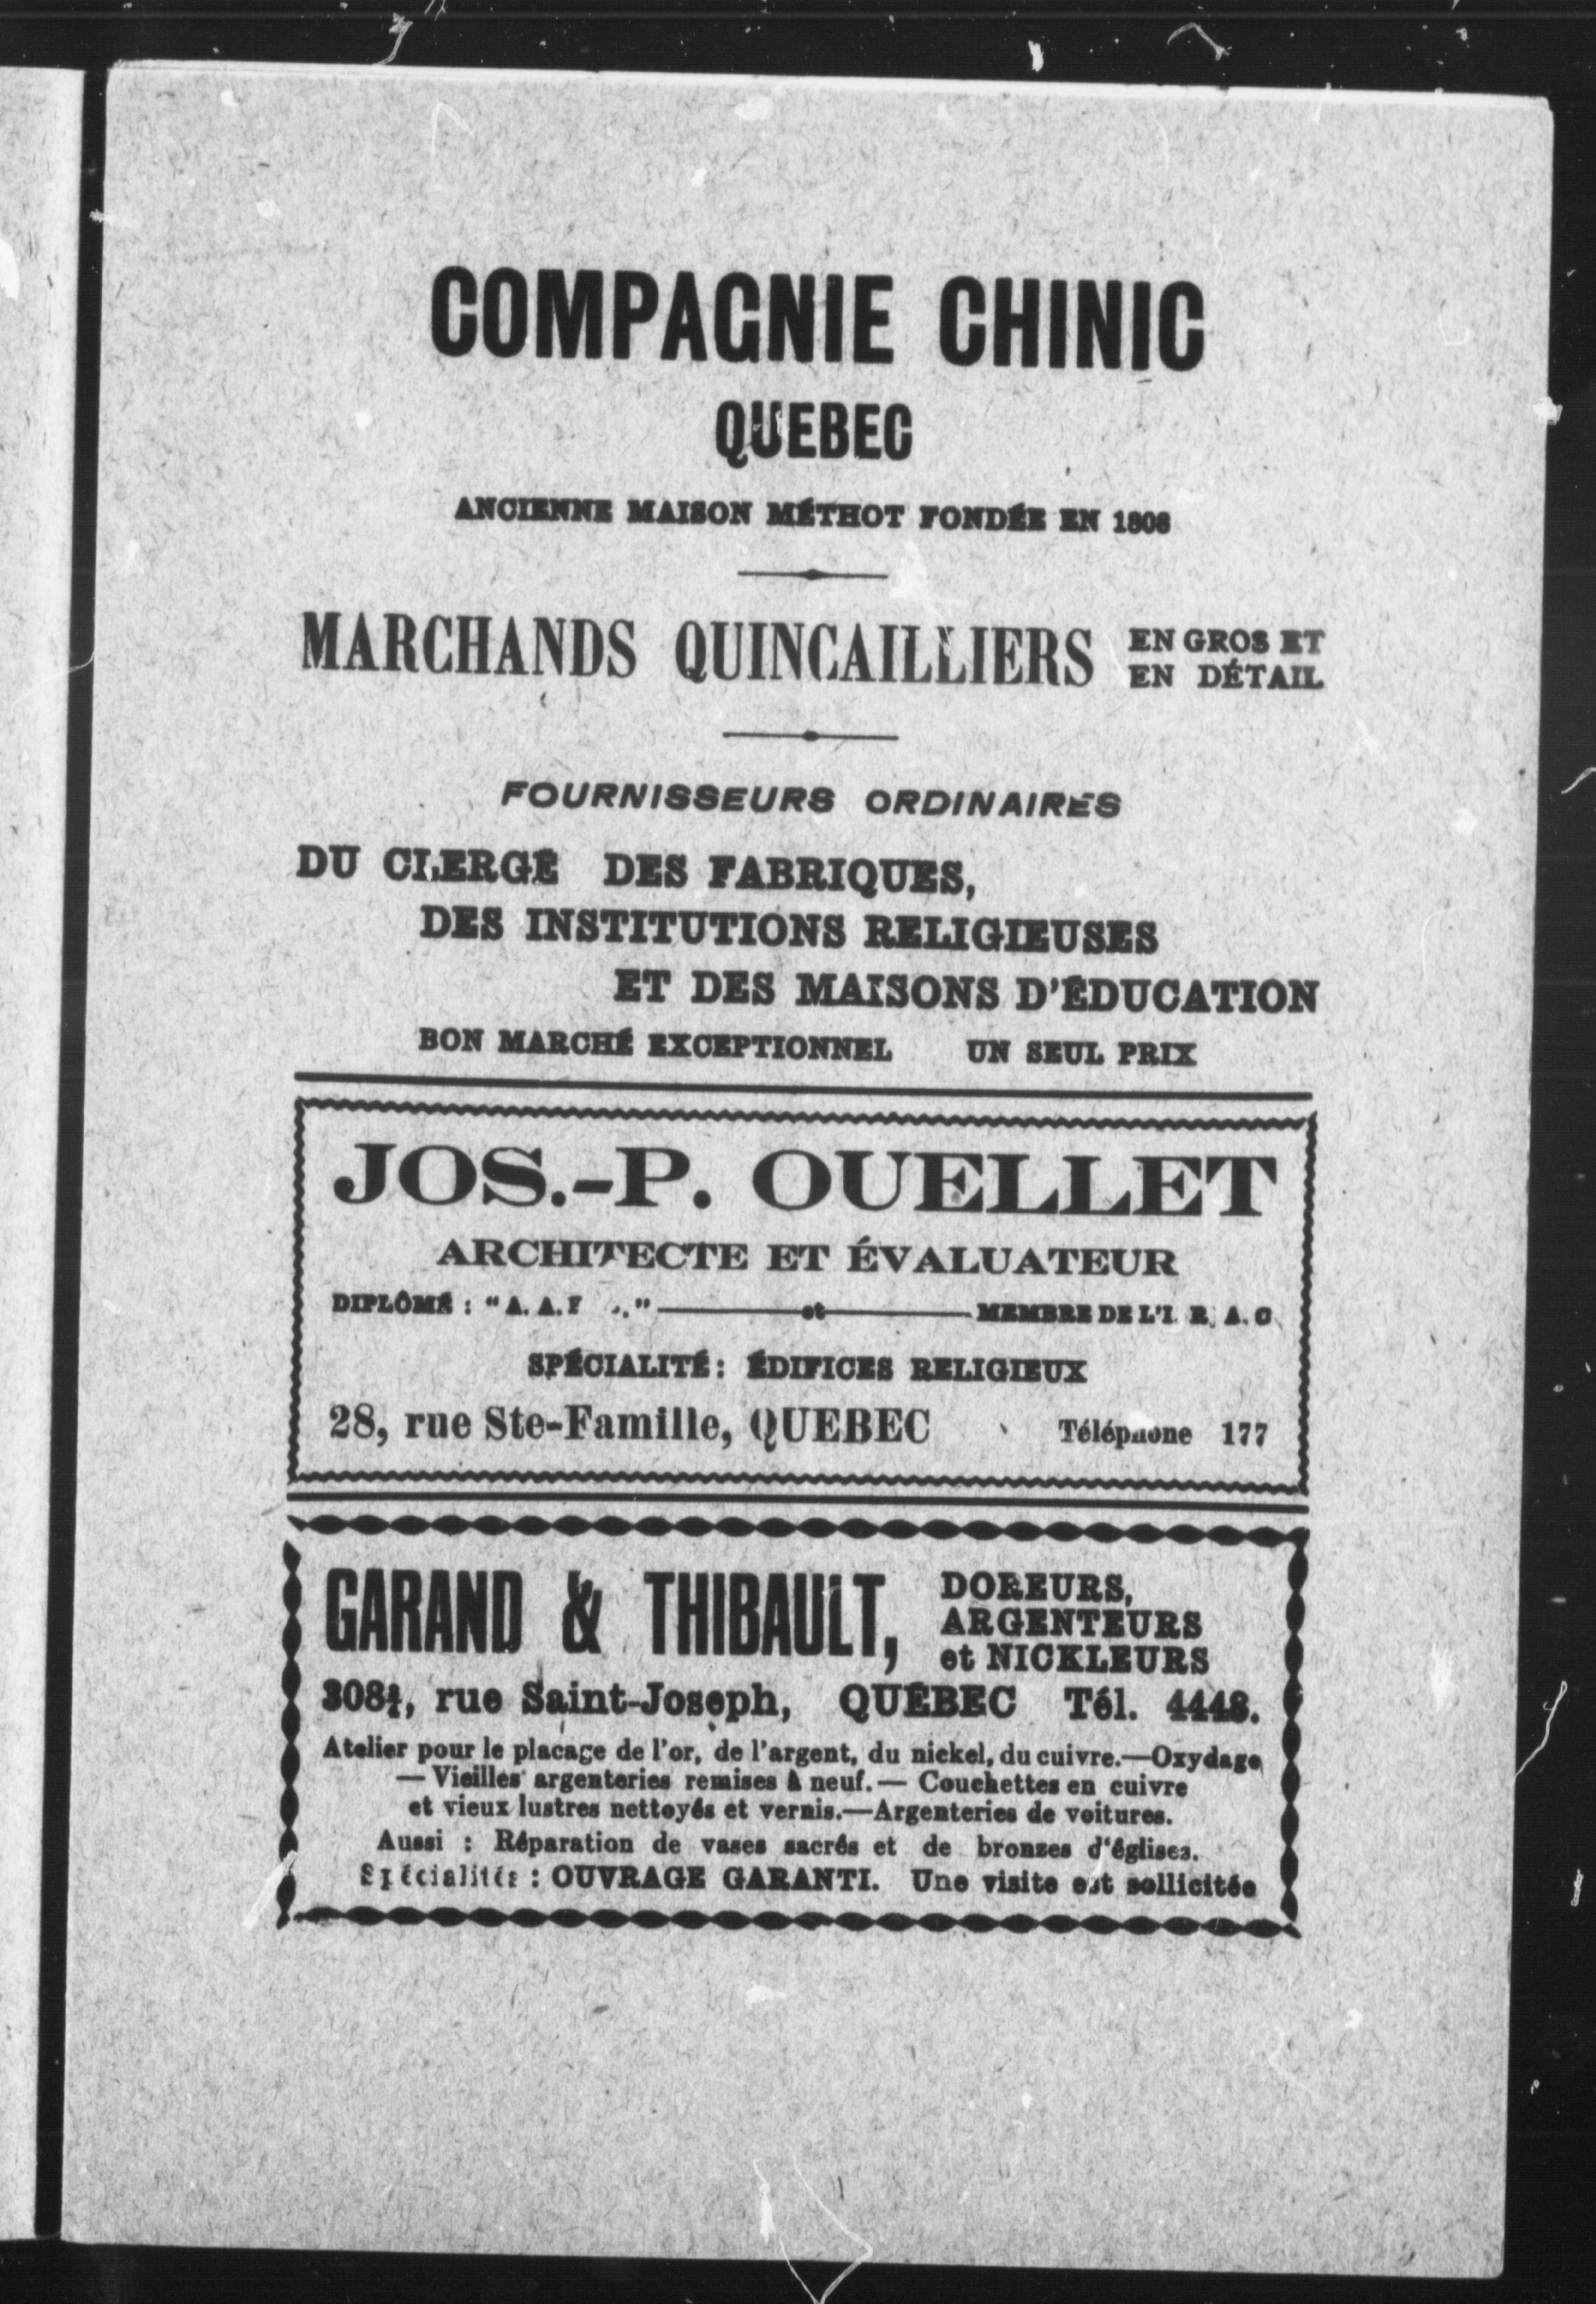 COMPAGNIE CHINIC
QUEBEC
ANCIENNE MAISON MÉTHOT FONDÉE EN 1808
MARCHANDS QUINCAILLIERS EN GROS ET
EN DÉTAIL
FOURNISSEURS ORDINAIRES
DU CLERGÉ DES FABRIQUES,
DES INSTITUTIONS RELIGIEUSES
ET DES MAISONS D'ÉDUCATION
BON MARCHÉ EXCEPTIONNEL UN SEUL PRIX
JOS.-P. OUELLET
ARCHITECTE ET ÉVALUATEUR
DIPLÔMÉ : — et — MEMBRE DE L'I. R. A. C.
SPÉCIALITÉ : ÉDIFICES RELIGIEUX
28, rue Ste-Famille, QUEBEC Téléphone 177
GARAND & THIBAULT, DOREURS,
ARGENTEURS
et NICKLEURS
rue Saint-Joseph, QUÉBEC Tél. 4448.
Atelier pour le placage de l'or, de l'argent, du nickel, du cuivre.—Oxydage
— Vieilles argenteries remises à neuf. — Couchettes en cuivre
et vieux lustres nettoyés et vernis.—Argenteries de voitures.
Aussi : Réparation de vases sacrés et de bronzes d'églises.
Spécialités : OUVRAGE GARANTI. Une visite est sollicitée